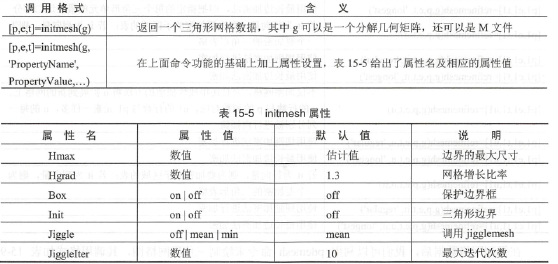 调 用 格 式 含 义
[p,e,t]=initmesh(g) 返回一个三角形网格数据，其中 g 可以是一个分解几何矩阵，还可以是 M 文件
[p,e,t]=initmesh(g,
'PropertyName',
PropertyValue,…) 在上面命令功能的基础上加上属性设置，表 15-5 给出了属性名及相应的属性值
表 15-5 initmesh 属性
属 性 名 属 性 值 默 认 值 说 明
Hmax 数值 估计值 边界的最大尺寸
Hgrad 数值 1.3 网格增长比率
Box on | off off 保护边界框
Init on | off off 三角形边界
Jiggle off | mean | min mean 调用 jigglemesh
JiggleIter 数值 10 最大迭代次数